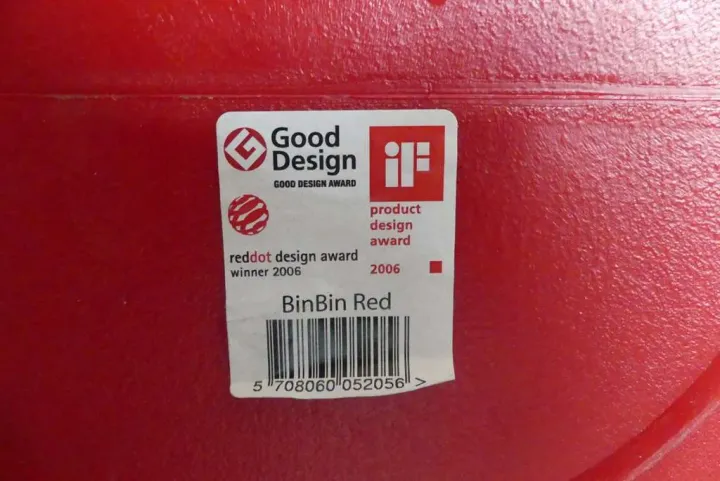 Good
Design
GOOD DESIGN AWARD
iF
product
design
award
2006
reddot design award
winner 2006
BinBin Red
5 708060 052056 >